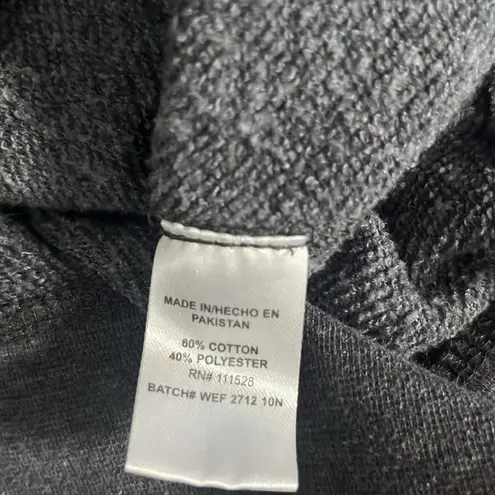 MADE IN/HECHO EN
PAKISTAN
60% COTTON
40% POLYESTER
RN# 111528
BATCH# WEF 2712 10N